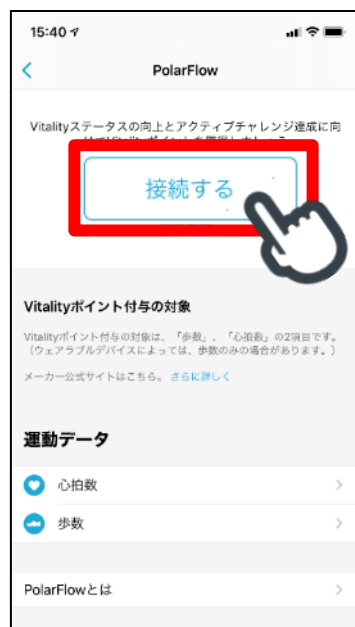 15:40
PolarFlow
Vitalityステータスの向上とアクティブチャレンジ達成に向
接続する
Vitalityポイント付与の対象
Vitalityポイント付与の対象は、「歩数」、「心拍数」の2項目です。
（ウェアラブルデバイスによっては、歩数のみの場合があります。）
メーカー公式サイトはこちら。 さらに詳しく
運動データ
心拍数
歩数
PolarFlowとは